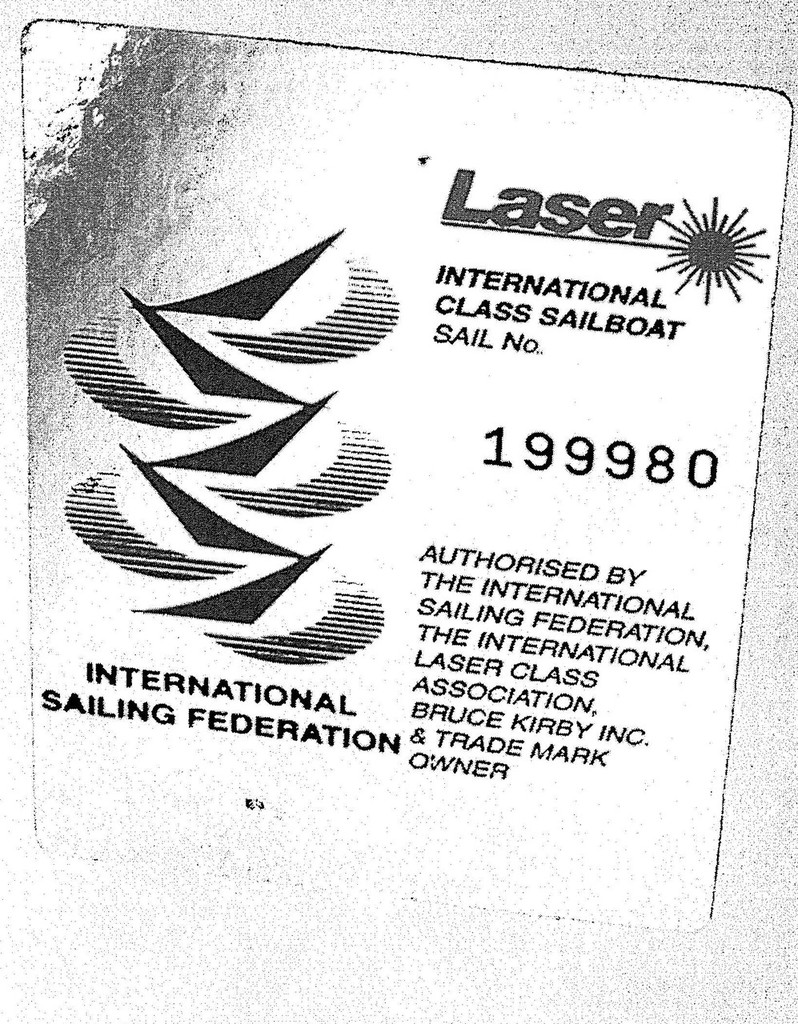 Laser
INTERNATIONAL
CLASS SAILBOAT
SAIL No.
199980
AUTHORISED BY
THE INTERNATIONAL
SAILING FEDERATION,
THE INTERNATIONAL
LASER CLASS
ASSOCIATION,
BRUCE KIRBY INC.
& TRADE MARK
OWNER
INTERNATIONAL
SAILING FEDERATION